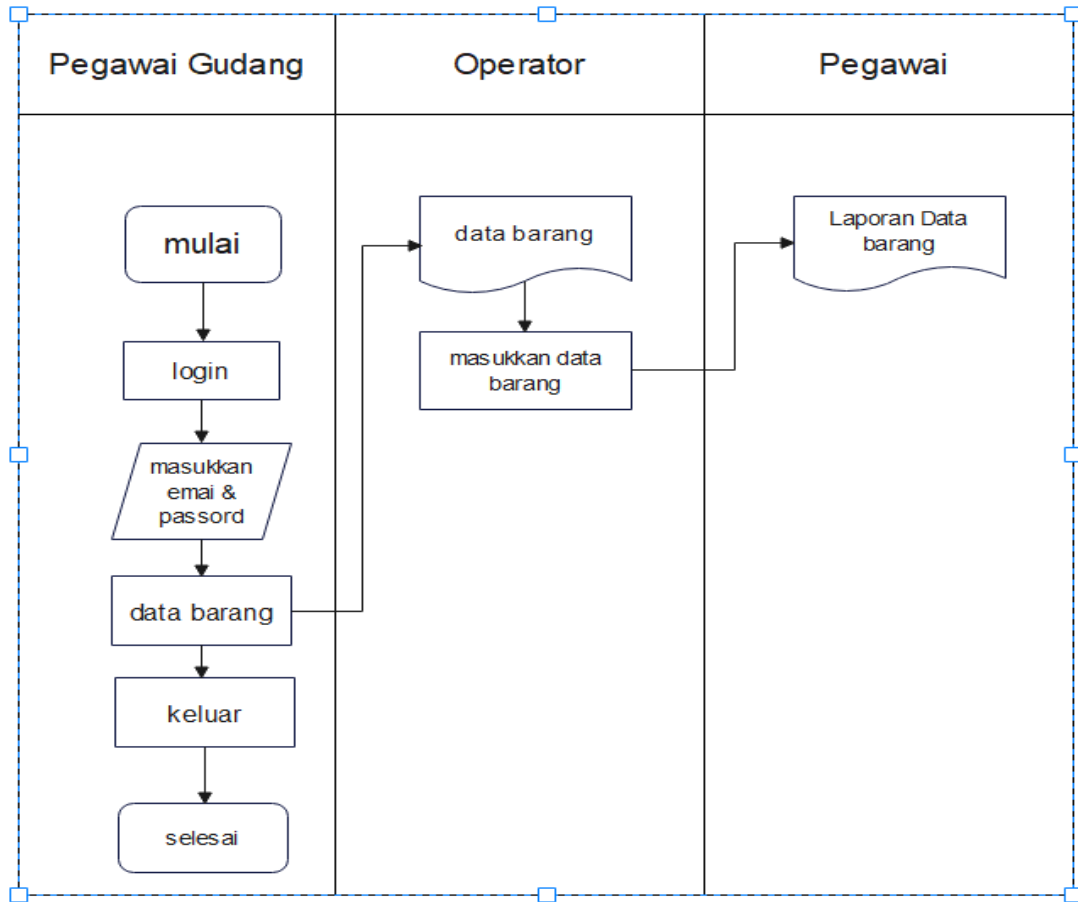 Pegawai Gudang
Operator
Pegawai
mulai
login
masukkan
emai &
passord
data barang
keluar
selesai
data barang
masukkan data
barang
Laporan Data
barang